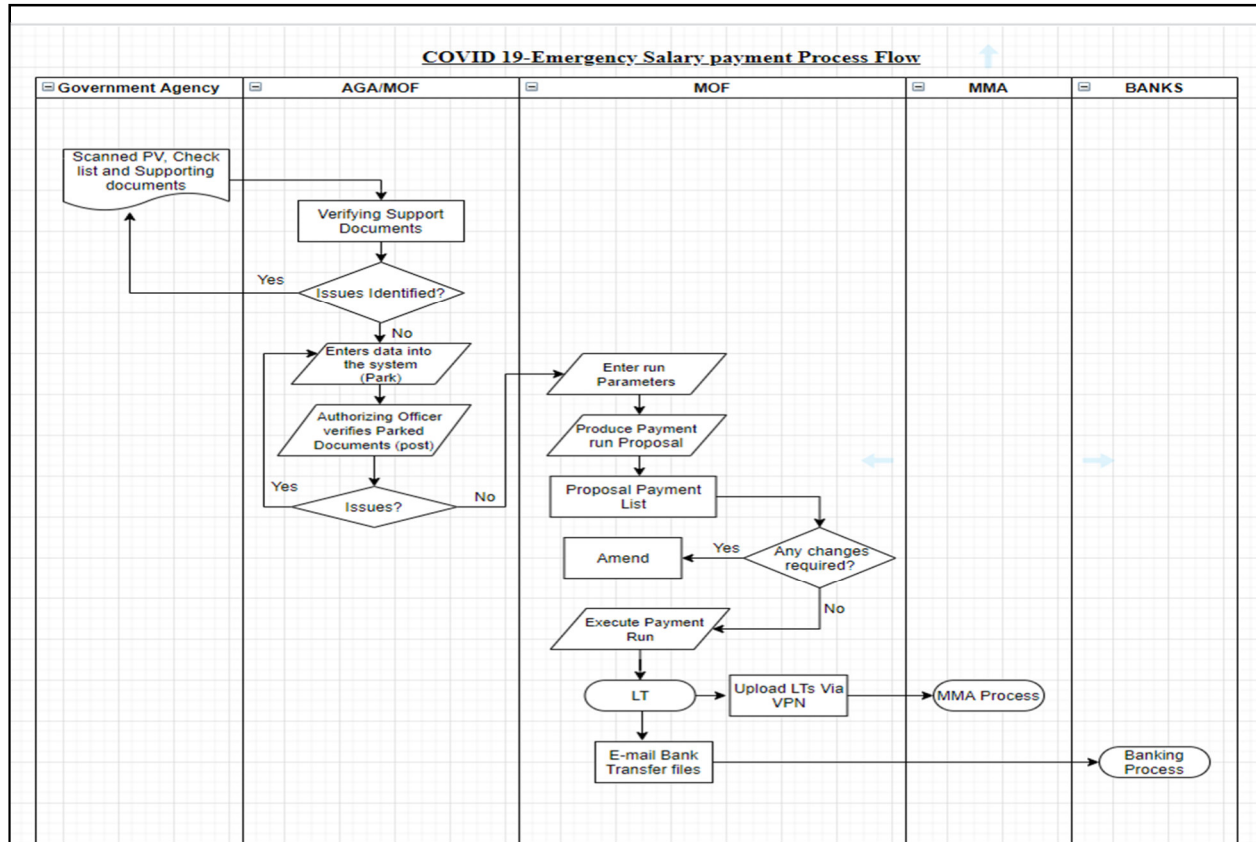 COVID 19-Emergency Salary payment Process Flow
Government Agency
AGA/MOF
MOF
MMA
BANKS
Scanned PV, Check
list and Supporting
documents
Verifying Support
Documents
Yes
Issues Identified?
No
Enters data into
the system
(Park)
Authorizing Officer
verifies Parked
Documents (post)
Yes
Issues?
No
Enter run
Parameters
Produce Payment
run Proposal
Proposal Payment
List
Any changes
required?
Yes
Amend
No
Execute Payment
Run
LT
Upload LTs Via
VPN
MMA Process
E-mail Bank
Transfer files
Banking
Process